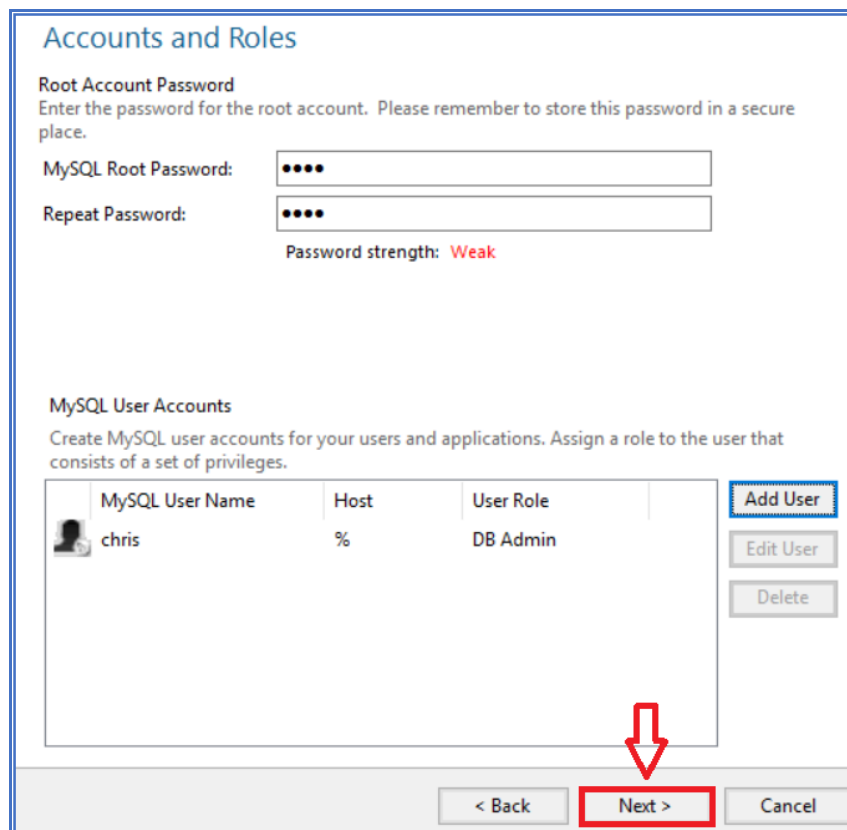 Accounts and Roles
Root Account Password
Enter the password for the root account.  Please remember to store this password in a secure
place.
MySQL Root Password: ••••
Repeat Password: ••••
Password strength: Weak
MySQL User Accounts
Create MySQL user accounts for your users and applications. Assign a role to the user that
consists of a set of privileges.
MySQL User Name Host User Role
chris % DB Admin
Add User
Edit User
Delete
< Back Next > Cancel